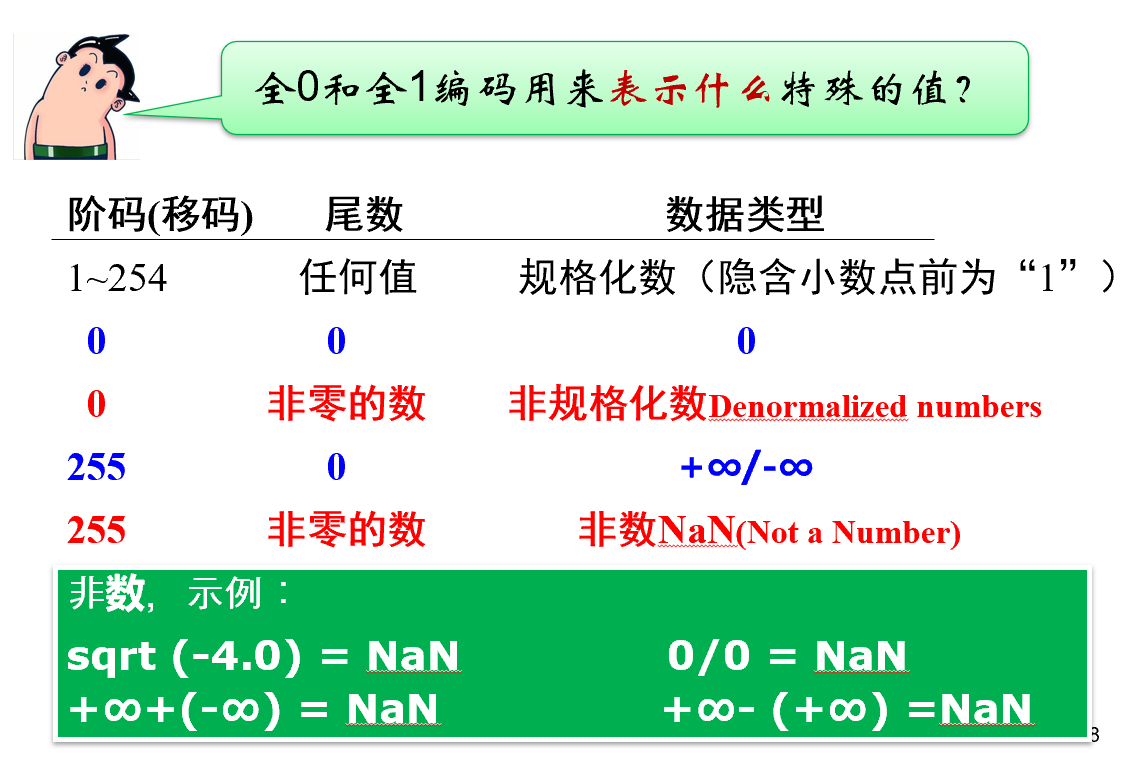 全0和全1编码用来表示什么特殊的值？
阶码(移码) 尾数 数据类型
1~254 任何值 规格化数（隐含小数点前为“1”）
0 0 0
0 非零的数 非规格化数Denormalized numbers
255 0 +∞/-∞
255 非零的数 非数NaN(Not a Number)
非数, 示例：
sqrt (-4.0) = NaN 0/0 = NaN
+∞+(-∞) = NaN +∞- (+∞) =NaN
8